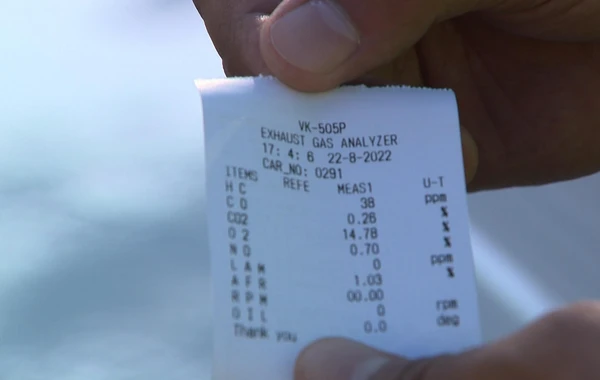 VK-505P
EXHAUST GAS ANALYZER
17: 4: 6 22-8-2022
CAR_NO: 0291
ITEMS REFE MEAS1 U-T
H C 38 ppm
C O 0.26 %
CO2 14.78 %
O 2 0.70 %
N O 0 ppm
L A M 1.03 %
A F R 00.00
R P M 0 rpm
O I L 0.0 deg
Thank you